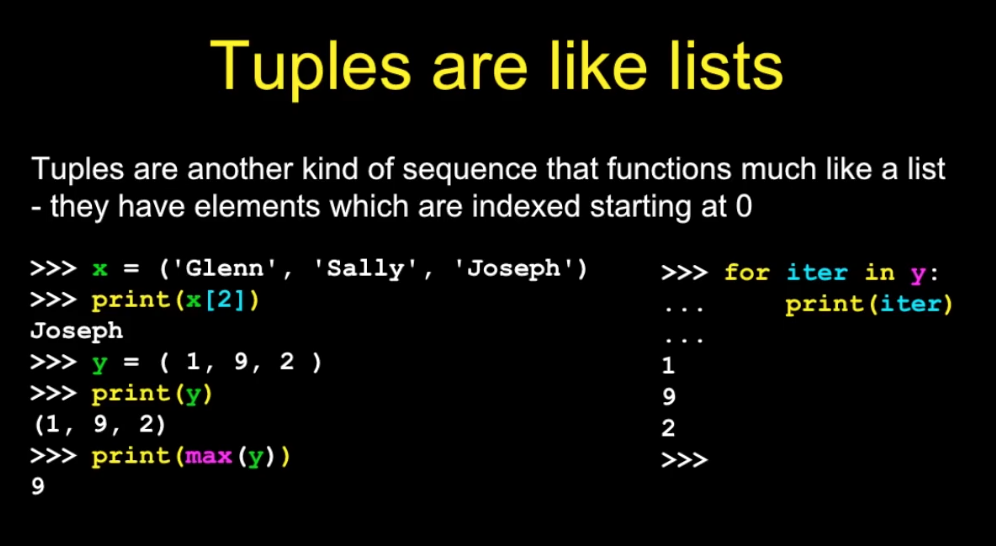 Tuples are like lists
Tuples are another kind of sequence that functions much like a list
- they have elements which are indexed starting at 0
>>> x = ('Glenn', 'Sally', 'Joseph')
>>> print(x[2])
Joseph
>>> y = ( 1, 9, 2 )
>>> print(y)
(1, 9, 2)
>>> print(max(y))
9
>>> for iter in y:
...     print(iter)
...
1
9
2
>>>